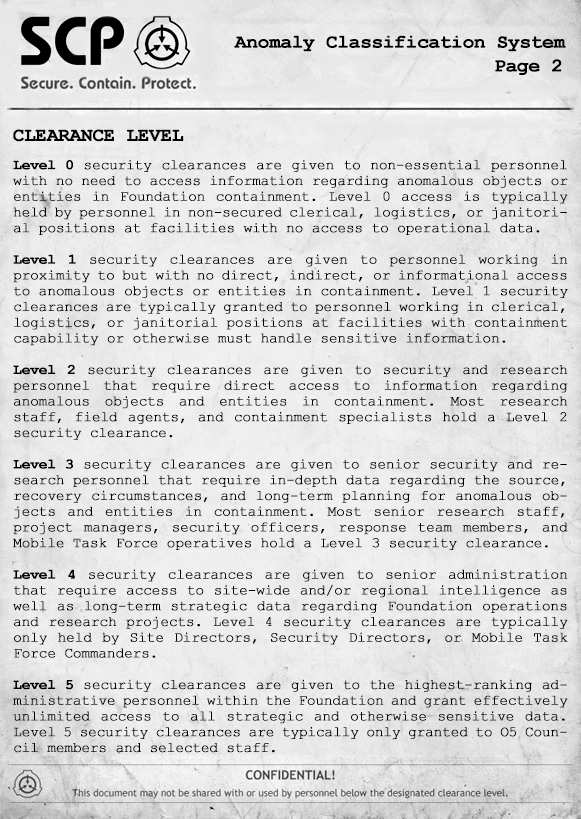 SCP
Secure. Contain. Protect.
Anomaly Classification System
Page 2
CLEARANCE LEVEL
Level 0 security clearances are given to non-essential personnel
with no need to access information regarding anomalous objects or
entities in Foundation containment. Level 0 access is typically
held by personnel in non-secured clerical, logistics, or janitori-
al positions at facilities with no access to operational data.
Level 1 security clearances are given to personnel working in
proximity to but with no direct, indirect, or informational access
to anomalous objects or entities in containment. Level 1 security
clearances are typically granted to personnel working in clerical,
logistics, or janitorial positions at facilities with containment
capability or otherwise must handle sensitive information.
Level 2 security clearances are given to security and research
personnel that require direct access to information regarding
anomalous objects and entities in containment. Most research
staff, field agents, and containment specialists hold a Level 2
security clearance.
Level 3 security clearances are given to senior security and re-
search personnel that require in-depth data regarding the source,
recovery circumstances, and long-term planning for anomalous ob-
jects and entities in containment. Most senior research staff,
project managers, security officers, response team members, and
Mobile Task Force operatives hold a Level 3 security clearance.
Level 4 security clearances are given to senior administration
that require access to site-wide and/or regional intelligence as
well as long-term strategic data regarding Foundation operations
and research projects. Level 4 security clearances are typically
only held by Site Directors, Security Directors, or Mobile Task
Force Commanders.
Level 5 security clearances are given to the highest-ranking ad-
ministrative personnel within the Foundation and grant effectively
unlimited access to all strategic and otherwise sensitive data.
Level 5 security clearances are typically only granted to O5 Coun-
cil members and selected staff.
CONFIDENTIAL!
This document may not be shared with or used by personnel below the designated clearance level.